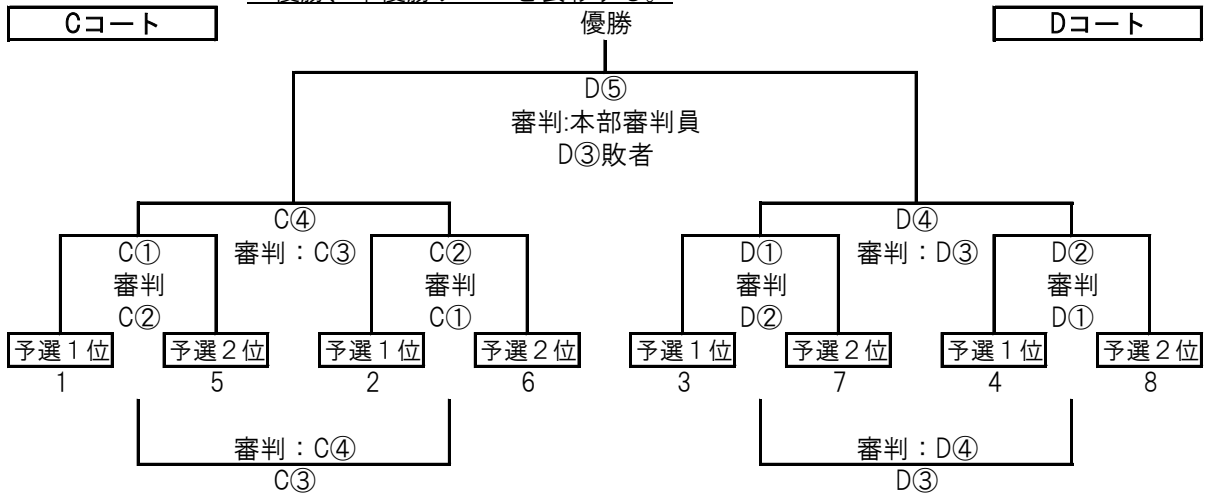 Cコート
優勝
Dコート
D⑤
審判:本部審判員
D③敗者
C④
D④
C①
審判：C③
C②
D①
審判：D③
D②
審判
審判
審判
審判
C②
C①
D②
D①
予選１位
予選２位
予選１位
予選２位
予選１位
予選２位
予選１位
予選２位
1
5
2
6
3
7
4
8
審判：C④
審判：D④
C③
D③